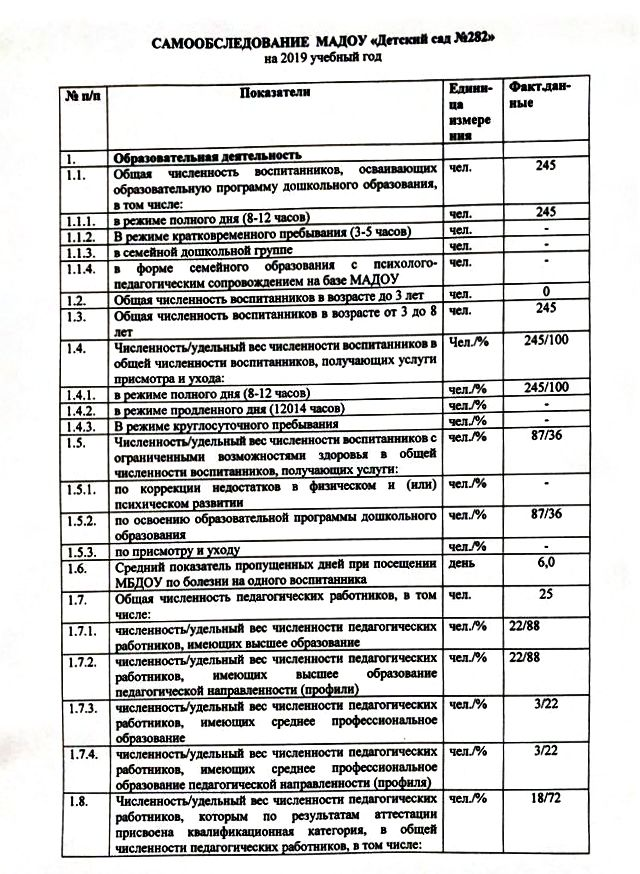 САМООБСЛЕДОВАНИЕ МАДОУ «Детский сад №282»
на 2019 учебный год
№ п/п Показатели Едини- Факт.дан-
ца ные
измере
ния
1. Образовательная деятельность
1.1. Общая численность воспитанников, осваивающих чел. 245
образовательную программу дошкольного образования,
в том числе:
1.1.1. в режиме полного дня (8-12 часов) чел. 245
1.1.2. В режиме кратковременного пребывания (3-5 часов) чел. -
1.1.3. в семейной дошкольной группе чел. -
1.1.4. в форме семейного образования с психолого- чел. -
педагогическим сопровождением на базе МАДОУ
1.2. Общая численность воспитанников в возрасте до 3 лет чел. 0
1.3. Общая численность воспитанников в возрасте от 3 до 8 чел. 245
лет
1.4. Численность/удельный вес численности воспитанников в Чел./% 245/100
общей численности воспитанников, получающих услуги
присмотра и ухода:
1.4.1. в режиме полного дня (8-12 часов) чел./% 245/100
1.4.2. в режиме продленного дня (12014 часов) чел./% -
1.4.3. В режиме круглосуточного пребывания чел./% -
1.5. Численность/удельный вес численности воспитанников с чел./% 87/36
ограниченными возможностями здоровья в общей
численности воспитанников, получающих услуги:
1.5.1. по коррекции недостатков в физическом и (или) чел./% -
психическом развитии
1.5.2. по освоению образовательной программы дошкольного чел./% 87/36
образования
1.5.3. по присмотру и уходу чел./% -
1.6. Средний показатель пропущенных дней при посещении день 6,0
МБДОУ по болезни на одного воспитанника
1.7. Общая численность педагогических работников, в том чел. 25
числе:
1.7.1. численность/удельный вес численности педагогических чел./% 22/88
работников, имеющих высшее образование
1.7.2. численность/удельный вес численности педагогических чел./% 22/88
работников, имеющих высшее образование
педагогической направленности (профили)
1.7.3. численность/удельный вес численности педагогических чел./% 3/22
работников, имеющих среднее профессиональное
образование
1.7.4. численность/удельный вес численности педагогических чел./% 3/22
работников, имеющих среднее профессиональное
образование педагогической направленности (профиля)
1.8. Численность/удельный вес численности педагогических чел./% 18/72
работников, которым по результатам аттестации
присвоена квалификационная категория, в общей
численности педагогических работников, в том числе: